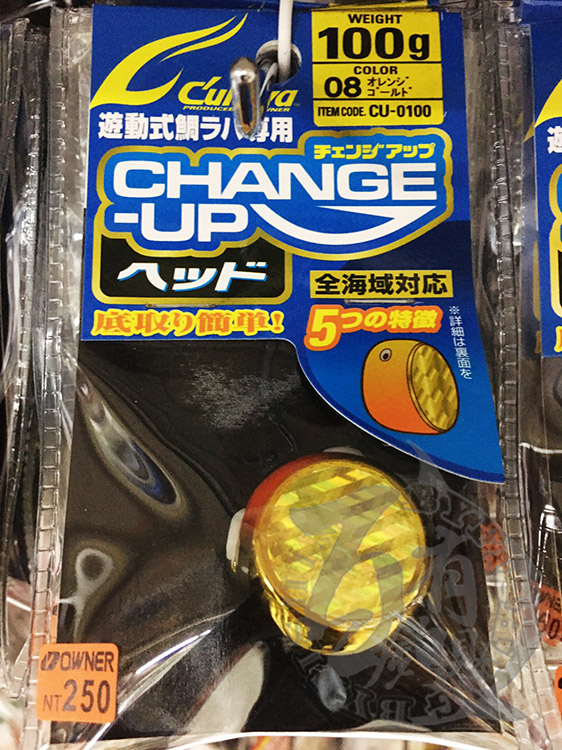 WEIGHT
100g
COLOR
08 オレンジ
ゴールド
ITEM CODE. CU-0100
Cultiva
遊動式鯛ラバ専用
チェンジアップ
CHANGE
-UP
ヘッド
全海域対応
底取り簡単!
5つの特徴
※詳細は裏面を
OWNER
NT250